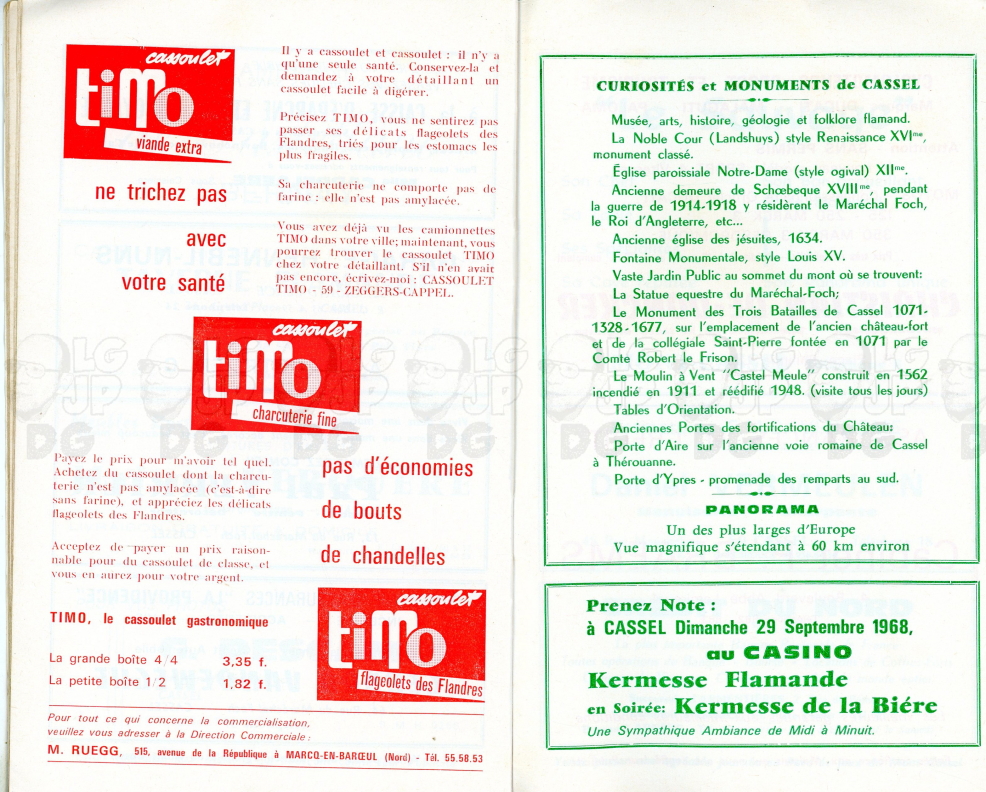 cassoulet
timo
viande extra
ne trichez pas
avec
votre santé
Il y a cassoulet et cassoulet : il n'y a
qu'une seule santé. Conservez-la et
demandez à votre détaillant un
cassoulet facile à digérer.
Précisez TIMO, vous ne sentirez pas
passer ses délicats flageolets des
Flandres, triés pour les estomacs les
plus fragiles.
Sa charcuterie ne comporte pas de
farine : elle n'est pas amylacée.
Vous avez déjà vu les camionnettes
TIMO dans votre ville; maintenant, vous
pourrez trouver le cassoulet TIMO
chez votre détaillant. S'il n'en avait
pas encore, écrivez-moi : CASSOULET
TIMO - 59 - ZEGGERS-CAPPEL.
cassoulet
timo
charcuterie fine
Payez le prix pour m'avoir tel quel.
Achetez du cassoulet dont la charcu-
terie n'est pas amylacée (c'est-à-dire
sans farine), et appréciez les délicats
flageolets des Flandres.
Acceptez de payer un prix raison-
nable pour du cassoulet de classe, et
vous en aurez pour votre argent.
pas d'économies
de bouts
de chandelles
TIMO, le cassoulet gastronomique
La grande boîte 4/4 3,35 f.
La petite boîte 1/2 1,82 f.
cassoulet
timo
flageolets des Flandres
Pour tout ce qui concerne la commercialisation,
veuillez vous adresser à la Direction Commerciale :
M. RUEGG, 515, avenue de la République à MARCQ-EN-BARŒUL (Nord) - Tél. 55.58.53
CURIOSITÉS et MONUMENTS de CASSEL
Musée, arts, histoire, géologie et folklore flamand.
La Noble Cour (Landshuys) style Renaissance XVIme,
monument classé.
Église paroissiale Notre-Dame (style ogival) XIIme.
Ancienne demeure de Schœbeque XVIIIme, pendant
la guerre de 1914-1918 y résidèrent le Maréchal Foch,
le Roi d'Angleterre, etc...
Ancienne église des jésuites, 1634.
Fontaine Monumentale, style Louis XV.
Vaste Jardin Public au sommet du mont où se trouvent:
La Statue equestre du Maréchal-Foch;
Le Monument des Trois Batailles de Cassel 1071-
1328-1677, sur l'emplacement de l'ancien château-fort
et de la collégiale Saint-Pierre fontée en 1071 par le
Comte Robert le Frison.
Le Moulin à Vent "Castel Meule" construit en 1562
incendié en 1911 et réédifié 1948. (visite tous les jours)
Tables d'Orientation.
Anciennes Portes des fortifications du Château:
Porte d'Aire sur l'ancienne voie romaine de Cassel
à Thérouanne.
Porte d'Ypres - promenade des remparts au sud.
PANORAMA
Un des plus larges d'Europe
Vue magnifique s'étendant à 60 km environ
Prenez Note :
à CASSEL Dimanche 29 Septembre 1968,
au CASINO
Kermesse Flamande
en Soirée: Kermesse de la Biére
Une Sympathique Ambiance de Midi à Minuit.
LG
JP
DG